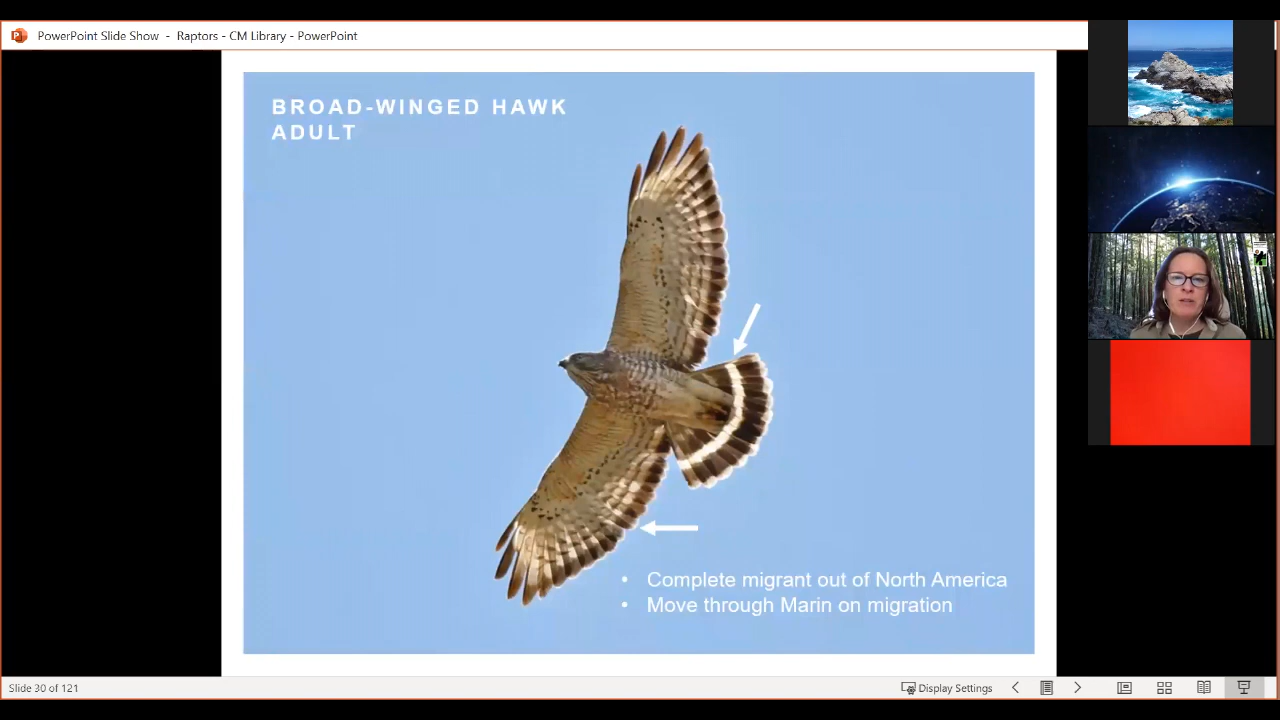 PowerPoint Slide Show - Raptors - CM Library - PowerPoint
BROAD-WINGED HAWK
ADULT
• Complete migrant out of North America
• Move through Marin on migration
Slide 30 of 121
Display Settings